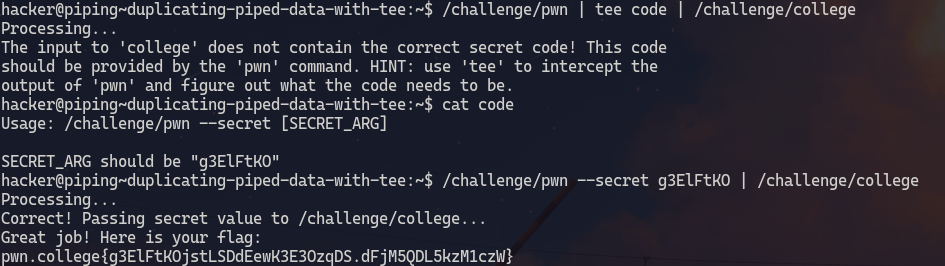 hacker@piping~duplicating-piped-data-with-tee:~$ /challenge/pwn | tee code | /challenge/college
Processing...
The input to 'college' does not contain the correct secret code! This code
should be provided by the 'pwn' command. HINT: use 'tee' to intercept the
output of 'pwn' and figure out what the code needs to be.
hacker@piping~duplicating-piped-data-with-tee:~$ cat code
Usage: /challenge/pwn --secret [SECRET_ARG]
SECRET_ARG should be "g3ElFtKO"
hacker@piping~duplicating-piped-data-with-tee:~$ /challenge/pwn --secret g3ElFtKO | /challenge/college
Processing...
Correct! Passing secret value to /challenge/college...
Great job! Here is your flag:
pwn.college{g3ElFtKOjstLSDdEewK3E3OzqDS.dFjM5QDL5kzM1czW}